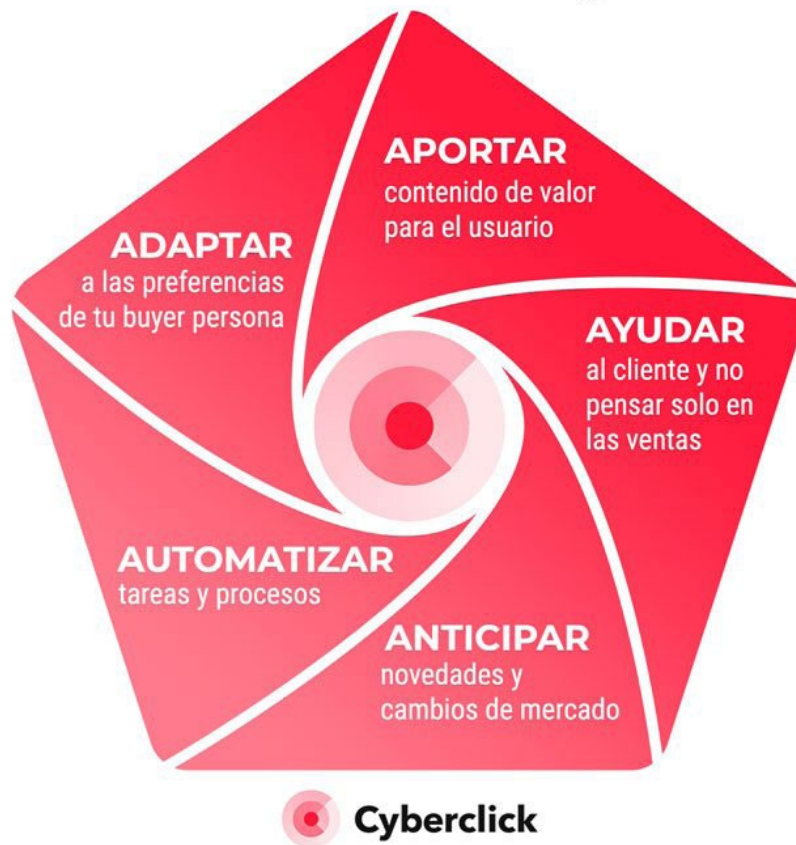 APORTAR
contenido de valor
para el usuario
AYUDAR
al cliente y no
pensar solo en
las ventas
ANTICIPAR
novedades y
cambios de mercado
AUTOMATIZAR
tareas y procesos
ADAPTAR
a las preferencias
de tu buyer persona
Cyberclick